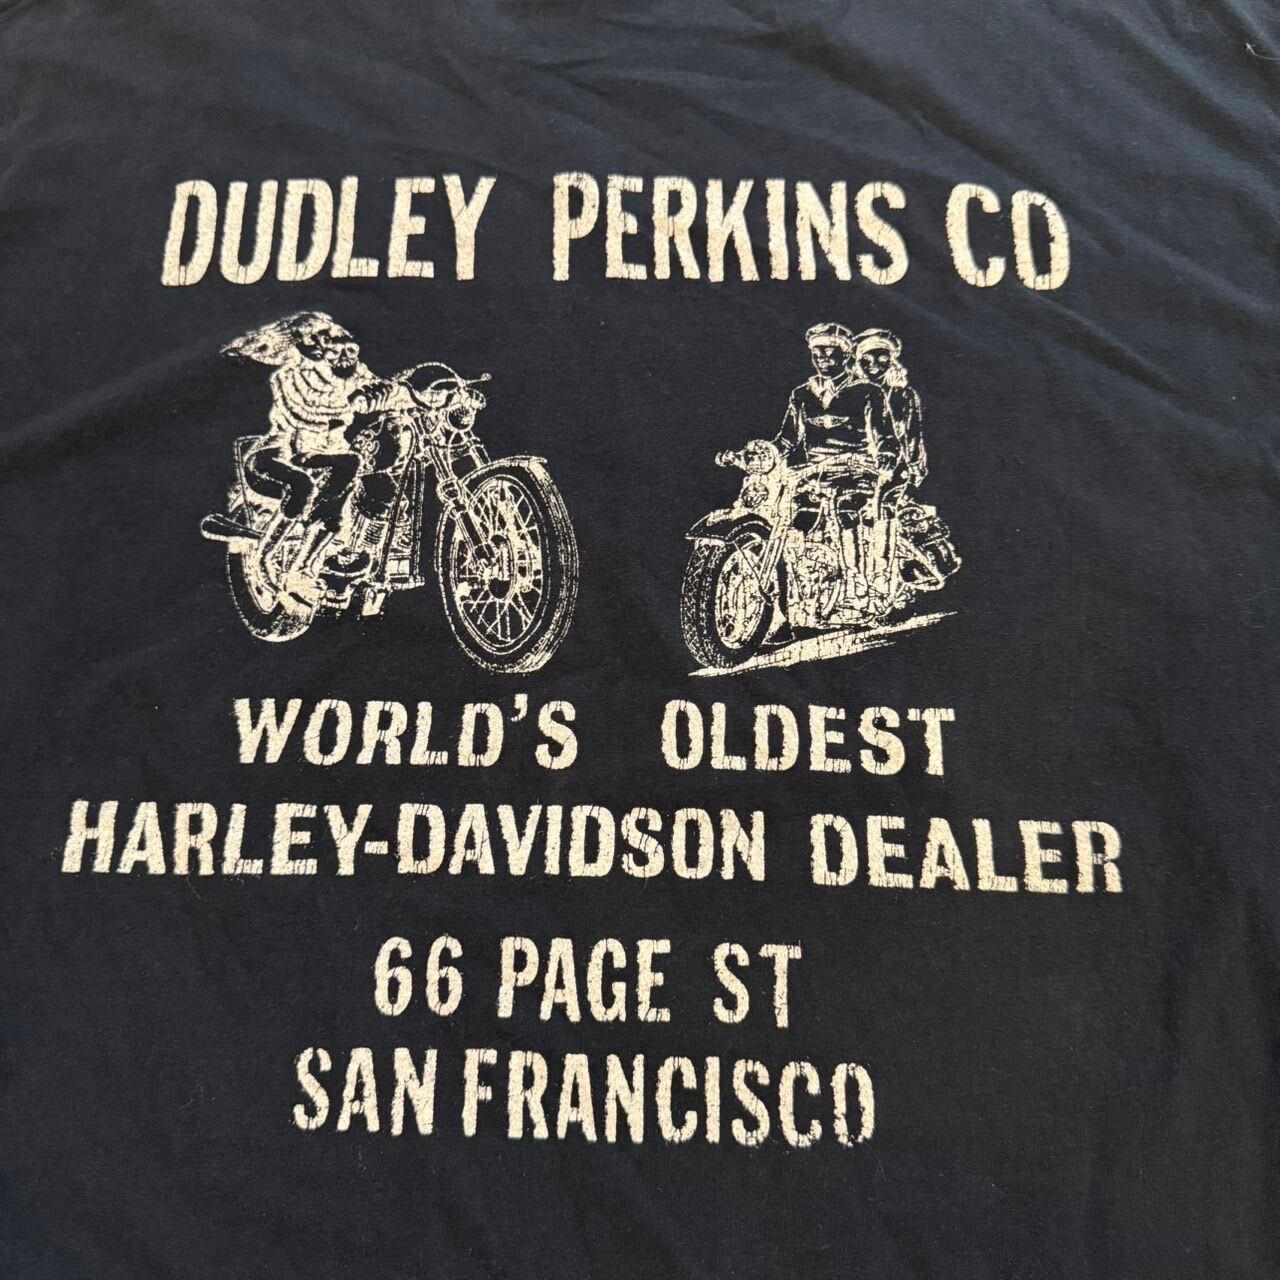 DUDLEY PERKINS CO
WORLD'S OLDEST
HARLEY-DAVIDSON DEALER
66 PAGE ST
SAN FRANCISCO